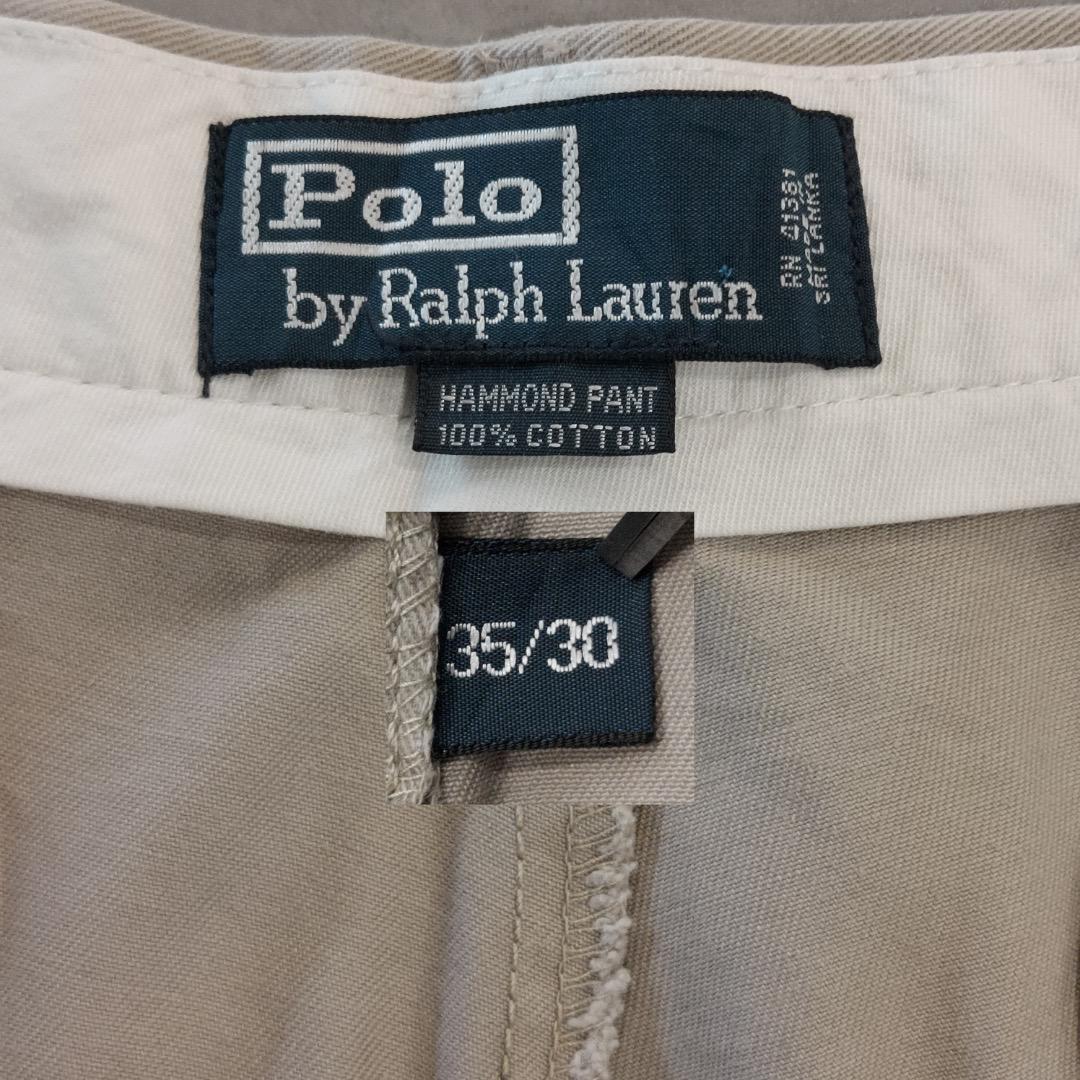 Polo
by Ralph Lauren
RN 41381
SRI LANKA
HAMMOND PANT
100% COTTON
35/30